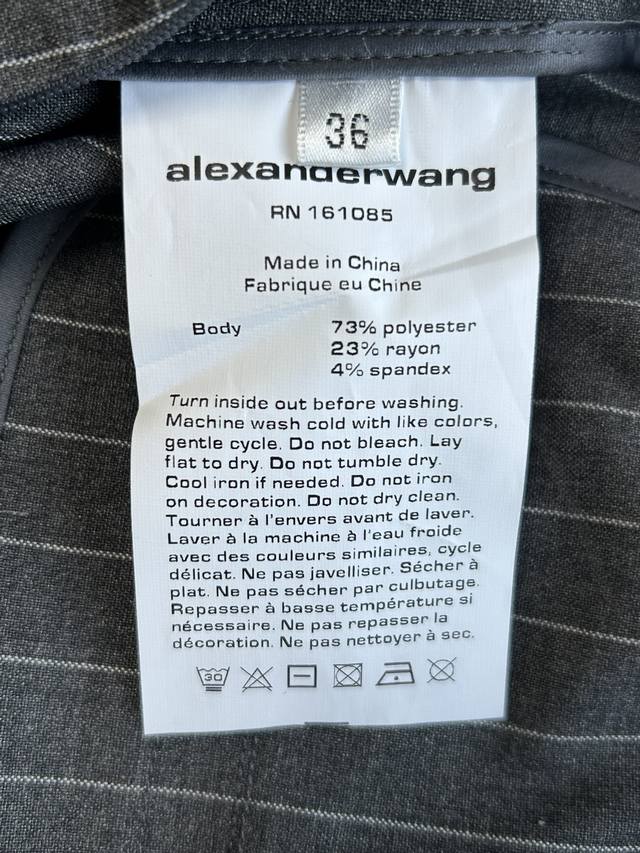 36
alexanderwang
RN 161085
Made in China
Fabrique eu Chine
Body 73% polyester
23% rayon
4% spandex
Turn inside out before washing.
Machine wash cold with like colors,
gentle cycle. Do not bleach. Lay
flat to dry. Do not tumble dry.
Cool iron if needed. Do not iron
on decoration. Do not dry clean.
Tourner à l'envers avant de laver.
Laver à la machine à l'eau froide
avec des couleurs similaires, cycle
délicat. Ne pas javelliser. Sécher à
plat. Ne pas sécher par culbutage.
Repasser à basse température si
nécessaire. Ne pas repasser la
décoration. Ne pas nettoyer à sec.
30